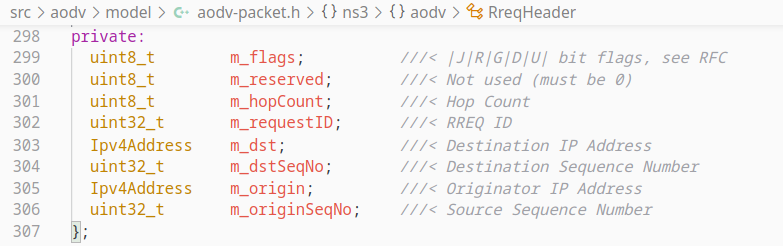 src > aodv > model > aodv-packet.h > {} ns3 > {} aodv > RreqHeader
298 private:
299 uint8_t m_flags; ///< |J|R|G|D|U| bit flags, see RFC
300 uint8_t m_reserved; ///< Not used (must be 0)
301 uint8_t m_hopCount; ///< Hop Count
302 uint32_t m_requestID; ///< RREQ ID
303 Ipv4Address m_dst; ///< Destination IP Address
304 uint32_t m_dstSeqNo; ///< Destination Sequence Number
305 Ipv4Address m_origin; ///< Originator IP Address
306 uint32_t m_originSeqNo; ///< Source Sequence Number
307 };